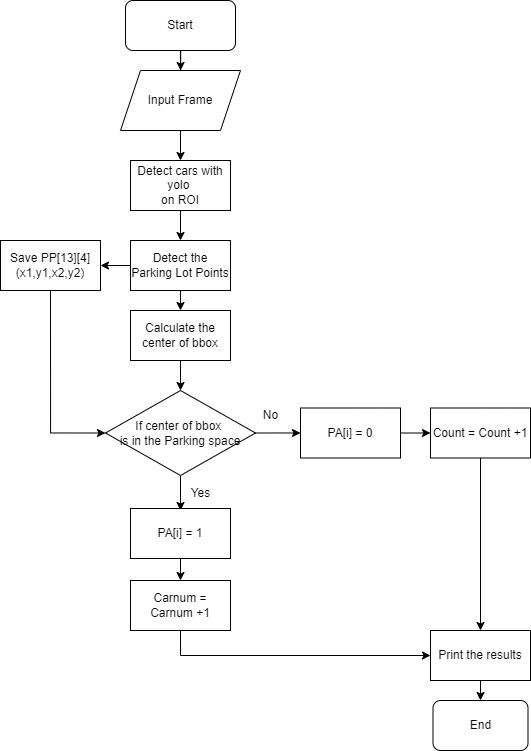 Start
Input Frame
Detect cars with
yolo
on ROI
Save PP[13][4]
(x1,y1,x2,y2)
Detect the
Parking Lot Points
Calculate the
center of bbox
If center of bbox
is in the Parking space
No
PA[i] = 0
Count = Count +1
Yes
PA[i] = 1
Carnum =
Carnum +1
Print the results
End